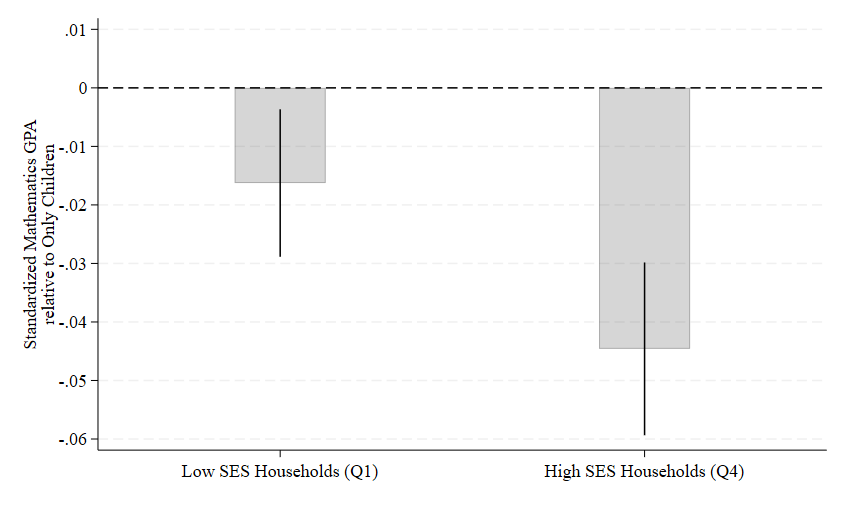 Standardized Mathematics GPA
relative to Only Children
.01
0
-.01
-.02
-.03
-.04
-.05
-.06
Low SES Households (Q1)
High SES Households (Q4)